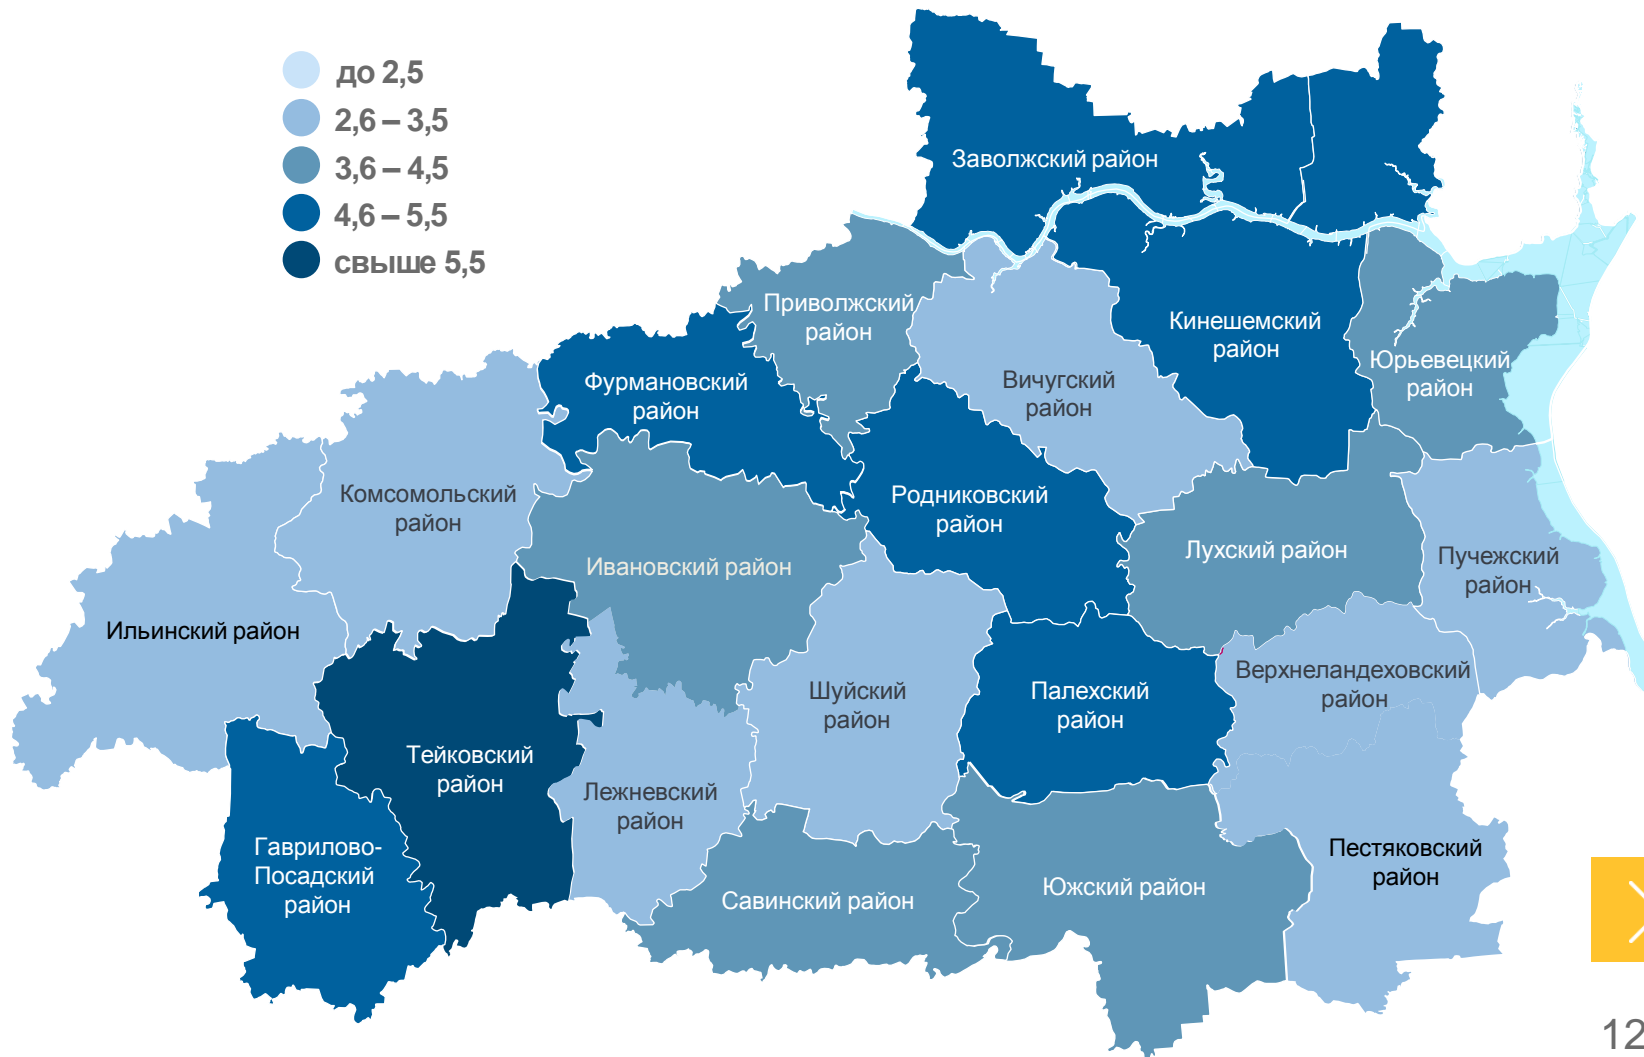 до 2,5
2,6 – 3,5
3,6 – 4,5
4,6 – 5,5
свыше 5,5
Заволжский район
Приволжский
район
Кинешемский
район
Юрьевецкий
район
Фурмановский
район
Вичугский
район
Комсомольский
район
Родниковский
район
Лухский район
Пучежский
район
Ивановский район
Ильинский район
Шуйский
район
Палехский
район
Верхнеландеховский
район
Тейковский
район
Лежневский
район
Гаврилово-
Посадский
район
Савинский район
Южский район
Пестяковский
район
12